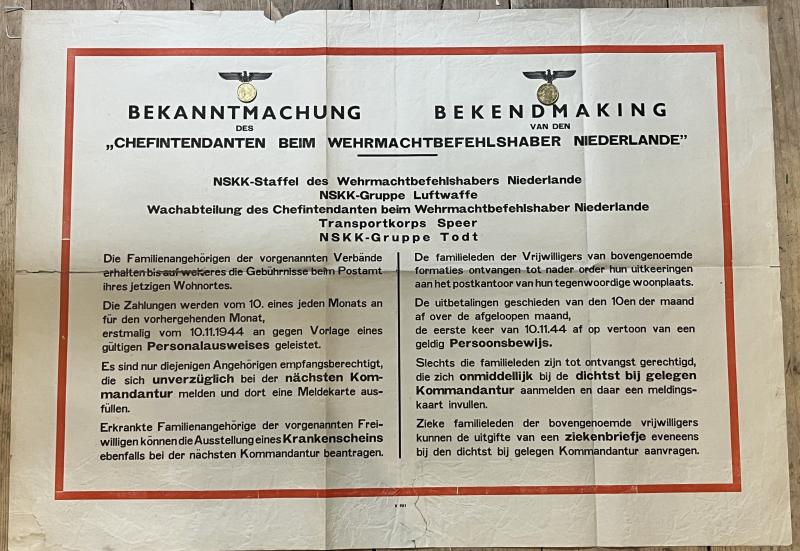 BEKANNTMACHUNG
DES
BEKENDMAKING
VAN DEN
„CHEFINTENDANTEN BEIM WEHRMACHTBEFEHLSHABER NIEDERLANDE”
NSKK-Staffel des Wehrmachtbefehlshabers Niederlande
NSKK-Gruppe Luftwaffe
Wachabteilung des Chefintendanten beim Wehrmachtbefehlshaber Niederlande
Transportkorps Speer
NSKK-Gruppe Todt
Die Familienangehörigen der vorgenannten Verbände
erhalten bis auf weiteres die Gebührnisse beim Postamt
ihres jetzigen Wohnortes.
Die Zahlungen werden vom 10. eines jeden Monats an
für den vorhergehenden Monat,
erstmalig vom 10.11.1944 an gegen Vorlage eines
gültigen Personalausweises geleistet.
Es sind nur diejenigen Angehörigen empfangsberechtigt,
die sich unverzüglich bei der nächsten Kom-
mandantur melden und dort eine Meldekarte aus-
füllen.
Erkrankte Familienangehörige der vorgenannten Frei-
willigen können die Ausstellung eines Krankenscheins
ebenfalls bei der nächsten Kommandantur beantragen.
De familieleden der Vrijwilligers van bovengenoemde
formaties ontvangen tot nader order hun uitkeeringen
aan het postkantoor van hun tegenwoordige woonplaats.
De uitbetalingen geschieden van den 10en der maand
af over de afgeloopen maand,
de eerste keer van 10.11.44 af op vertoon van een
geldig Persoonsbewijs.
Slechts die familieleden zijn tot ontvangst gerechtigd,
die zich onmiddellijk bij de dichtst bij gelegen
Kommandantur aanmelden en daar een meldings-
kaart invullen.
Zieke familieleden der bovengenoemde vrijwilligers
kunnen de uitgifte van een ziekenbriefje eveneens
bij den dichtst bij gelegen Kommandantur aanvragen.